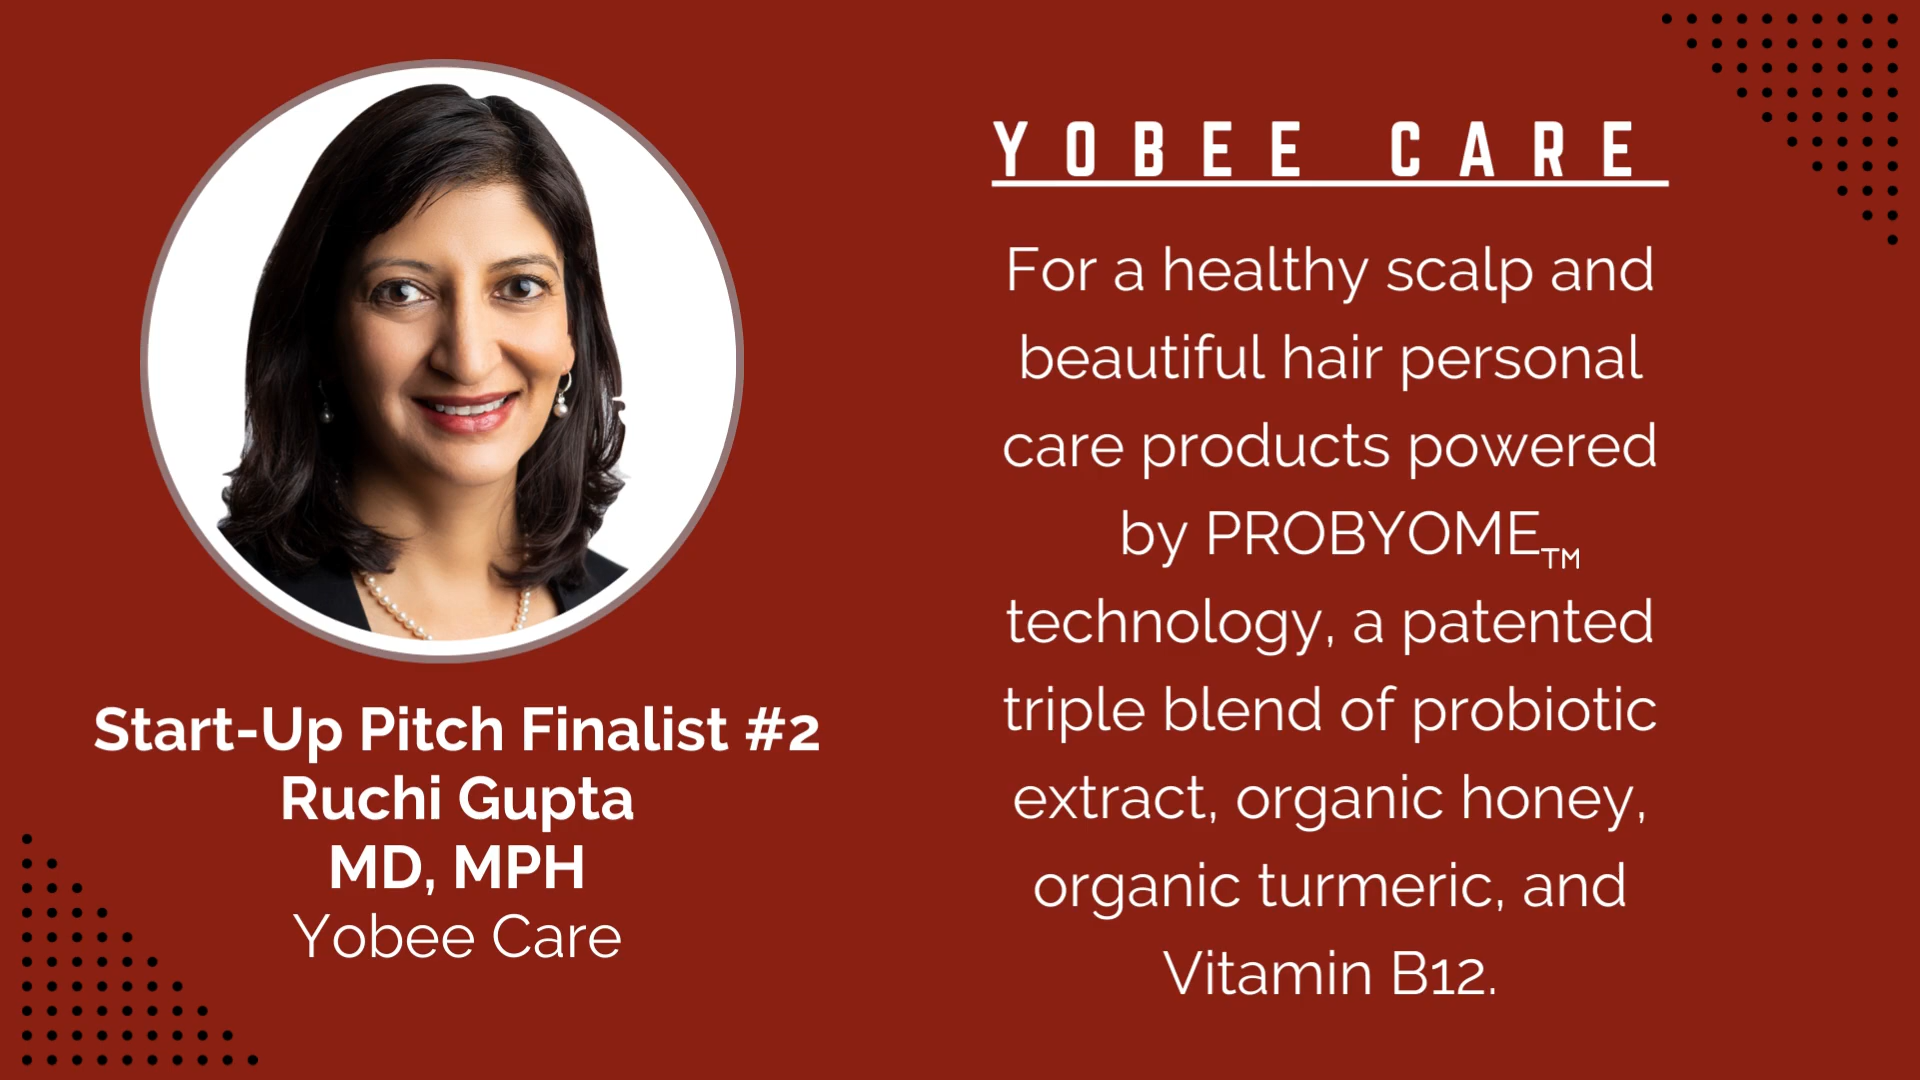 Start-Up Pitch Finalist #2
Ruchi Gupta
MD, MPH
Yobee Care
YOBEE CARE
For a healthy scalp and
beautiful hair personal
care products powered
by PROBYOME™
technology, a patented
triple blend of probiotic
extract, organic honey,
organic turmeric, and
Vitamin B12.